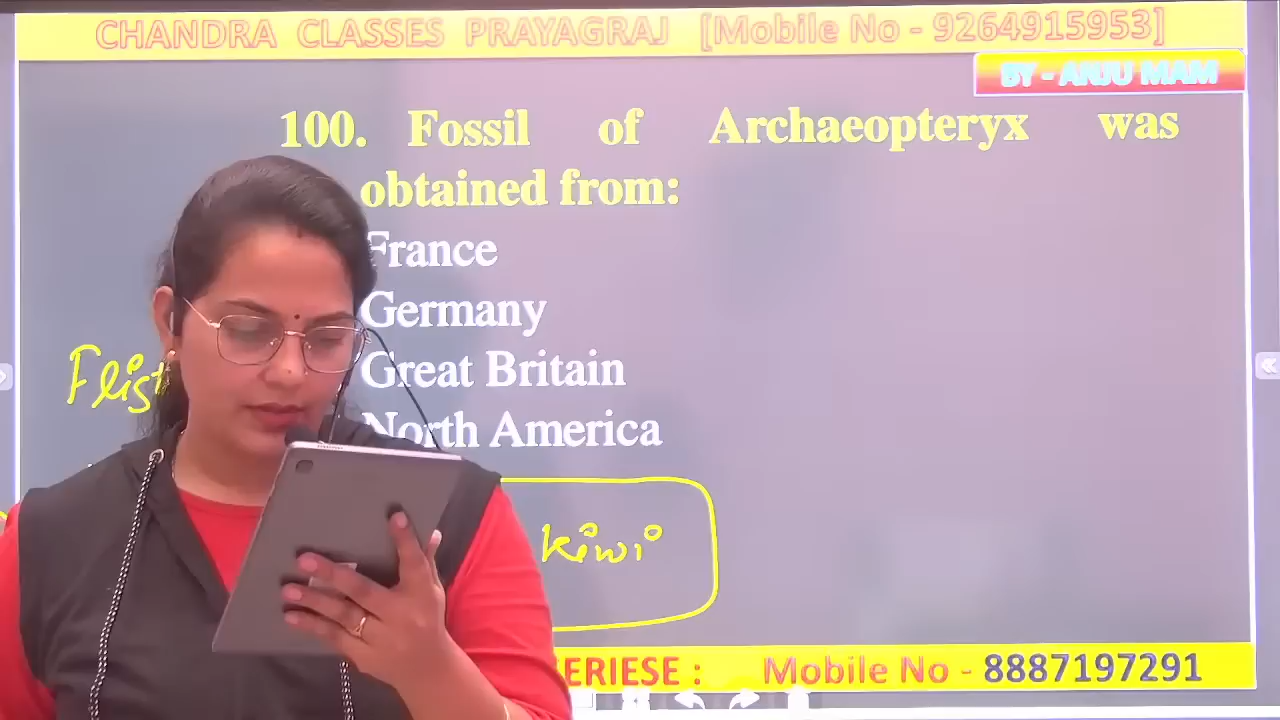 CHANDRA CLASSES PRAYAGRAJ [Mobile No - 9264915953]
BY - ANJU MAM
100. Fossil of Archaeopteryx was
obtained from:
France
Germany
Great Britain
North America
kiwi
ERIESE : Mobile No - 8887197291